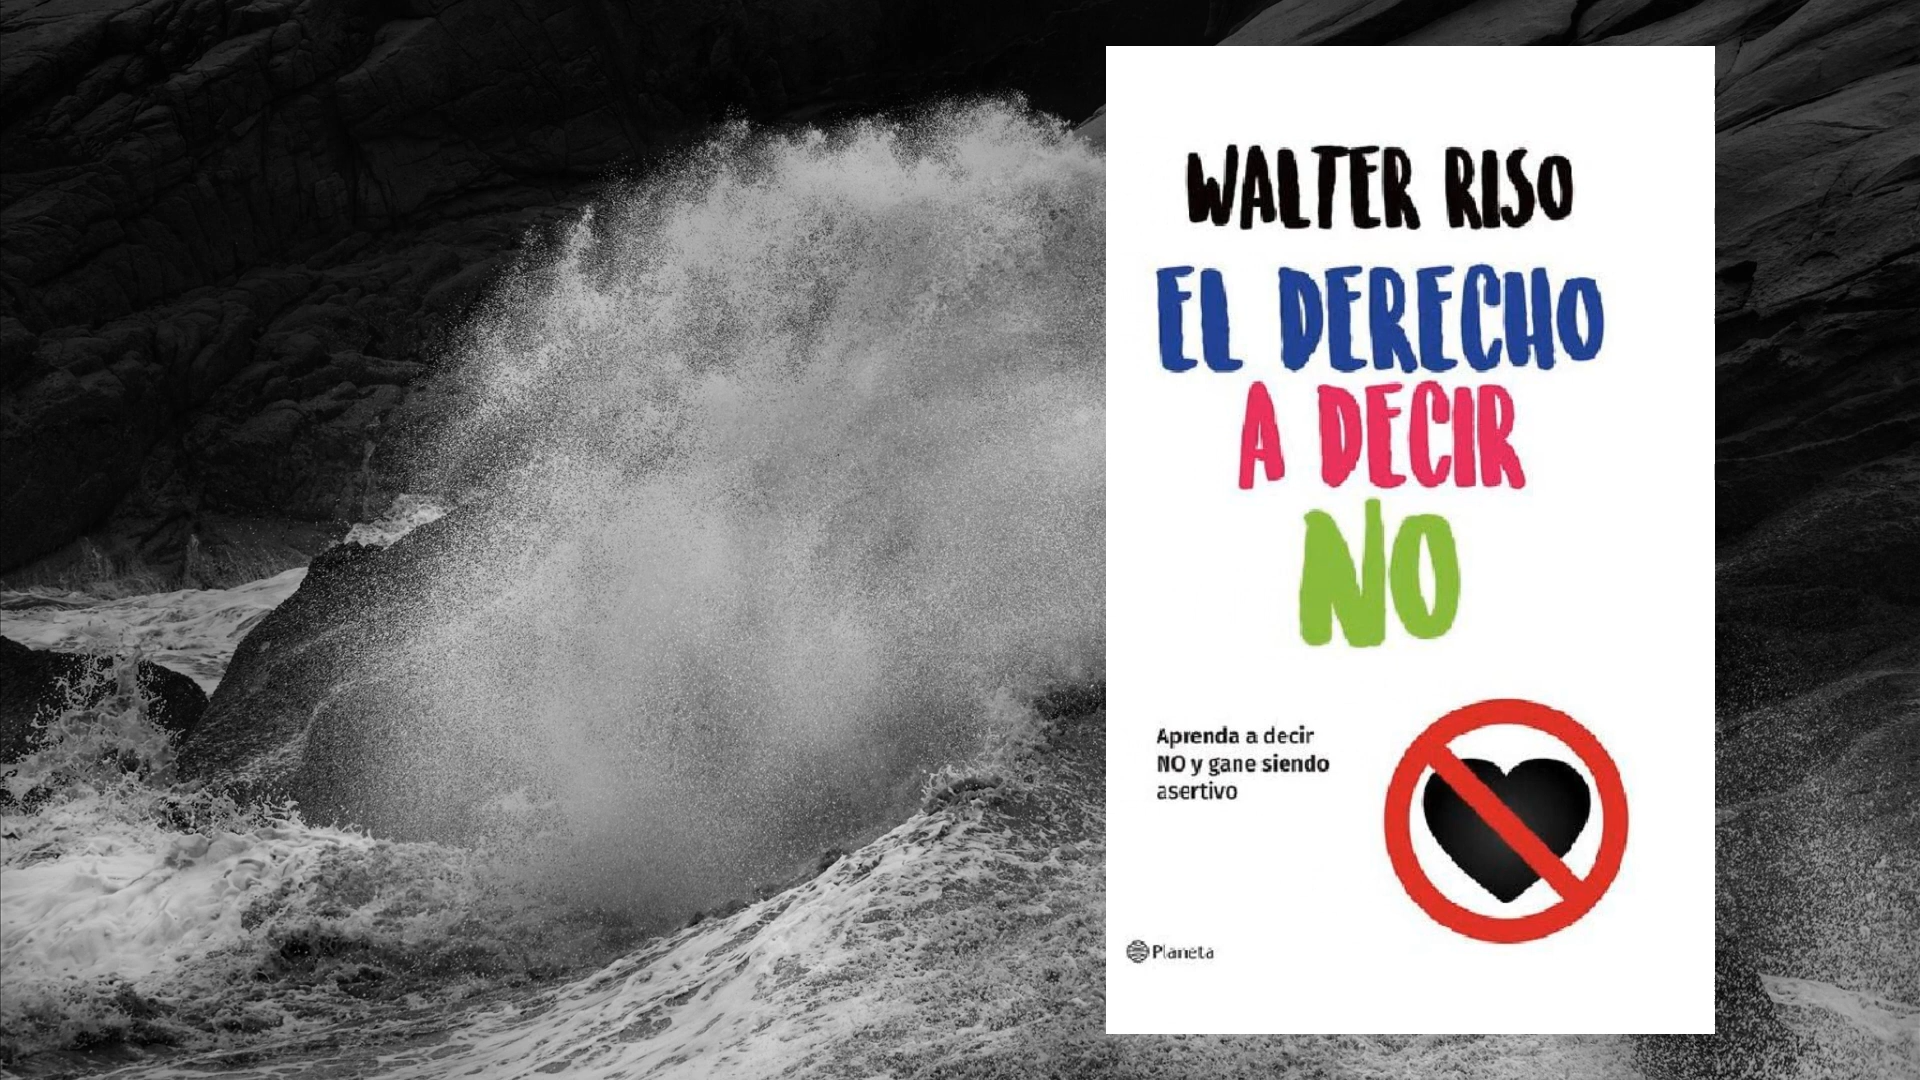 WALTER RISO
EL DERECHO
A DECIR
NO
Aprenda a decir
NO y gane siendo
asertivo
Planeta